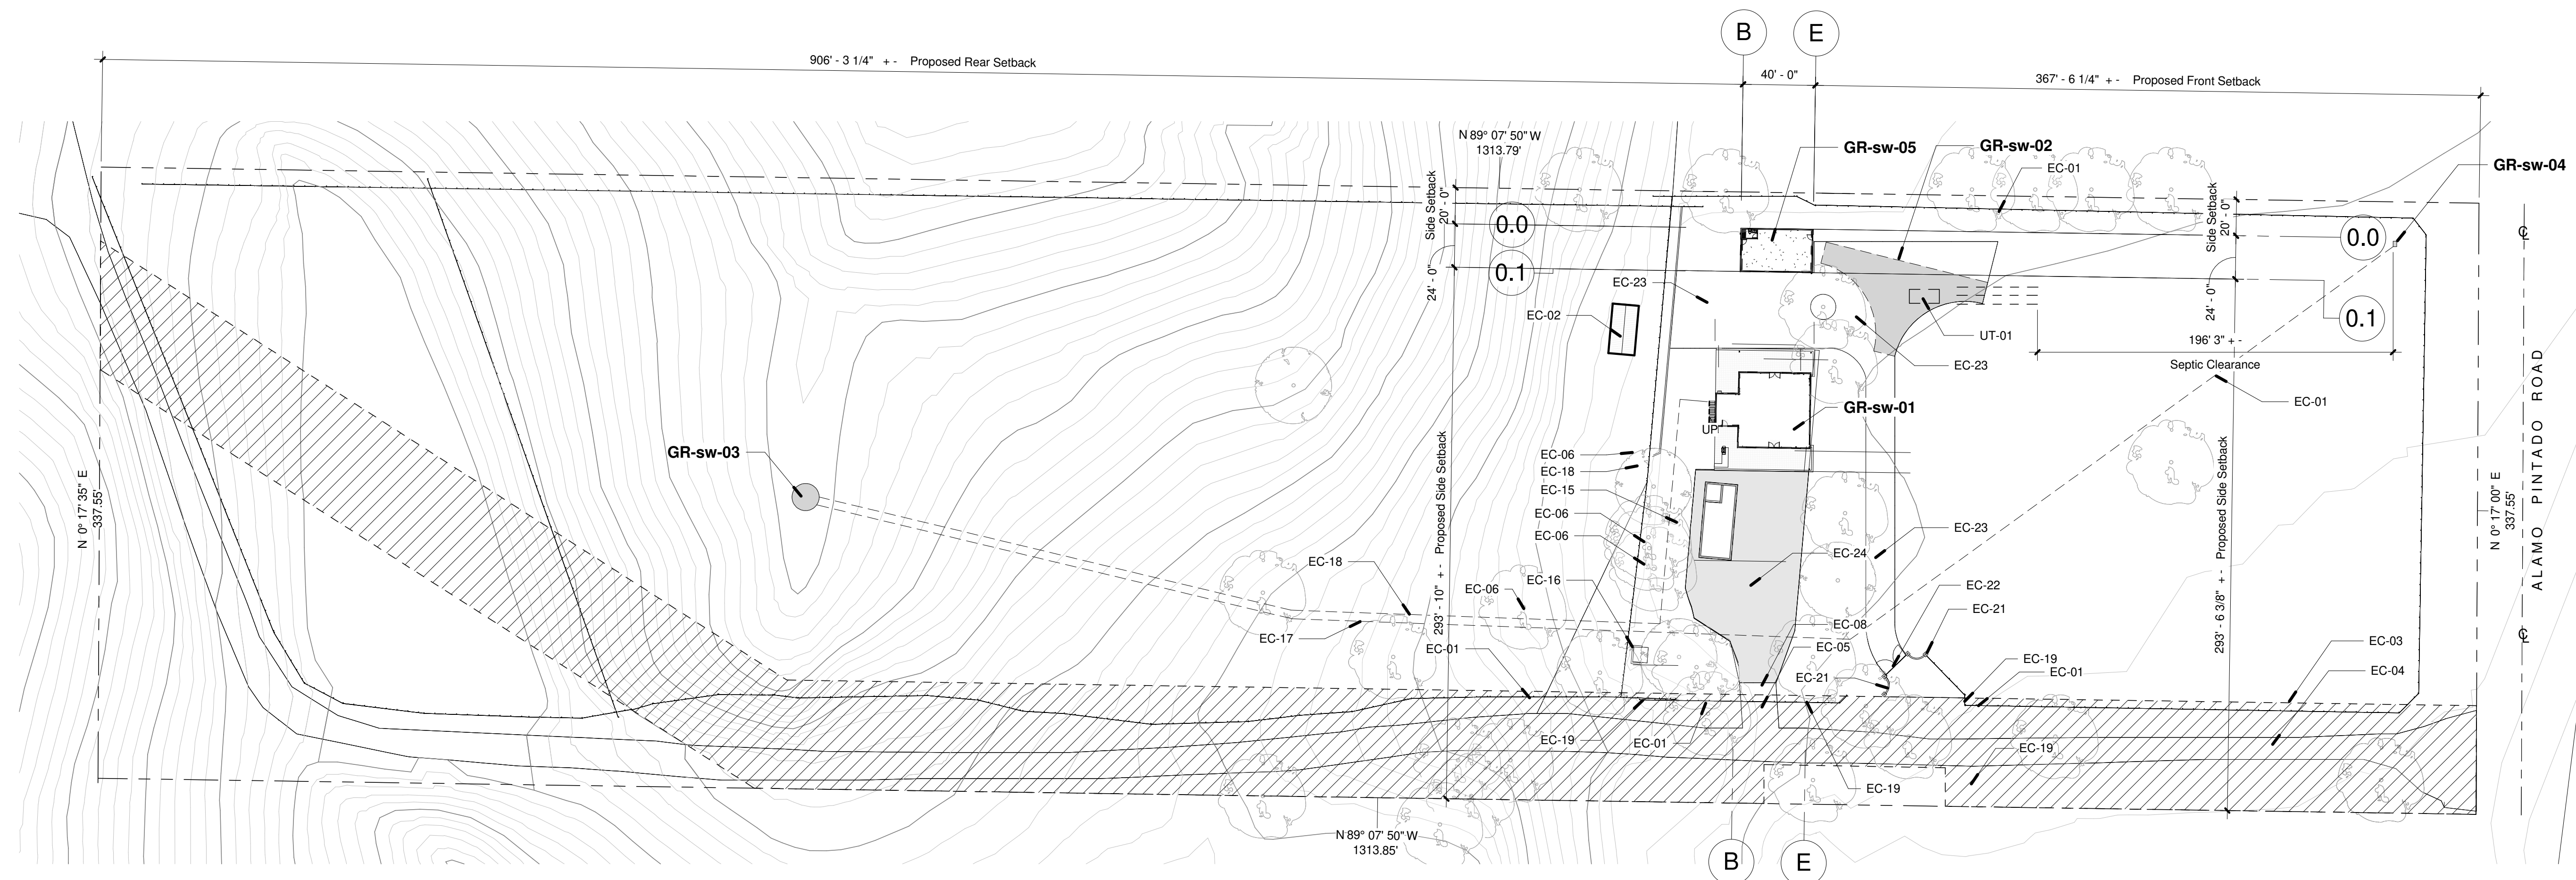 B
E
906' - 3 1/4" + - Proposed Rear Setback
40' - 0"
367' - 6 1/4" + - Proposed Front Setback
N 89° 07' 50" W
1313.79'
GR-sw-05
GR-sw-02
EC-01
GR-sw-04
Side Setback
20' - 0"
0.0
24' - 0"
0.1
Side Setback
20' - 0"
0.0
24' - 0"
0.1
EC-23
EC-02
UT-01
EC-23
196' 3" + -
Septic Clearance
EC-01
GR-sw-01
UP
GR-sw-03
EC-06
EC-18
EC-15
EC-06
EC-06
EC-16
EC-18
EC-06
EC-17
EC-01
293' - 10" + - Proposed Side Setback
EC-23
EC-24
EC-22
EC-21
EC-08
EC-05
EC-21
EC-19
EC-01
EC-03
EC-04
293' - 6 3/8" + - Proposed Side Setback
EC-19
EC-01
EC-19
EC-19
N 0° 17' 35" E
337.55'
N 0° 17' 00" E
337.55'
ALAMO PINTADO ROAD
N 89° 07' 50" W
1313.85'
B
E